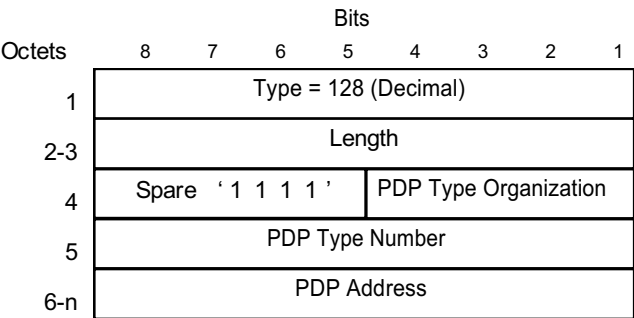 Bits
Octets 8 7 6 5 4 3 2 1
1 Type = 128 (Decimal)
2-3 Length
4 Spare ‘ 1 1 1 1 ’ PDP Type Organization
5 PDP Type Number
6-n PDP Address